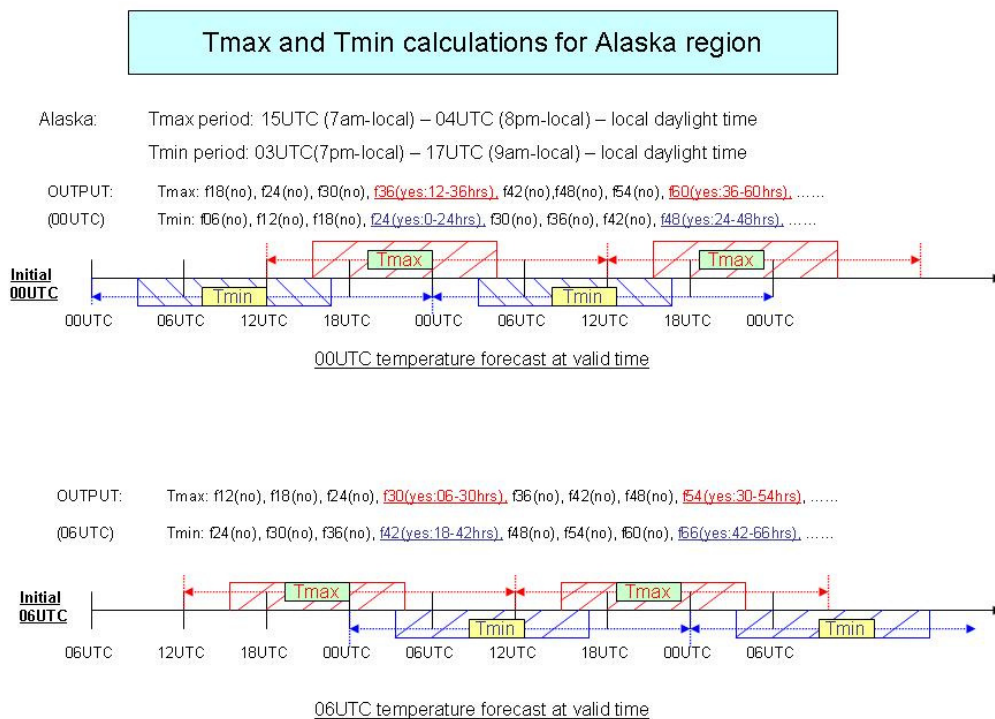 Tmax and Tmin calculations for Alaska region
Alaska: Tmax period: 15UTC (7am-local) – 04UTC (8pm-local) – local daylight time
Tmin period: 03UTC(7pm-local) – 17UTC (9am-local) – local daylight time
OUTPUT: Tmax: f18(no), f24(no), f30(no), f36(yes:12-36hrs), f42(no),f48(no), f54(no), f60(yes:36-60hrs), ......
(00UTC) Tmin: f06(no), f12(no), f18(no), f24(yes:0-24hrs), f30(no), f36(no), f42(no), f48(yes:24-48hrs), ......
Tmax Tmax
Initial
00UTC
Tmin Tmin
00UTC 06UTC 12UTC 18UTC 00UTC 06UTC 12UTC 18UTC 00UTC
00UTC temperature forecast at valid time
OUTPUT: Tmax: f12(no), f18(no), f24(no), f30(yes:06-30hrs), f36(no), f42(no), f48(no), f54(yes:30-54hrs), ......
(06UTC) Tmin: f24(no), f30(no), f36(no), f42(yes:18-42hrs), f48(no), f54(no), f60(no), f66(yes:42-66hrs), ......
Tmax Tmax
Initial
06UTC
Tmin Tmin
06UTC 12UTC 18UTC 00UTC 06UTC 12UTC 18UTC 00UTC 06UTC
06UTC temperature forecast at valid time